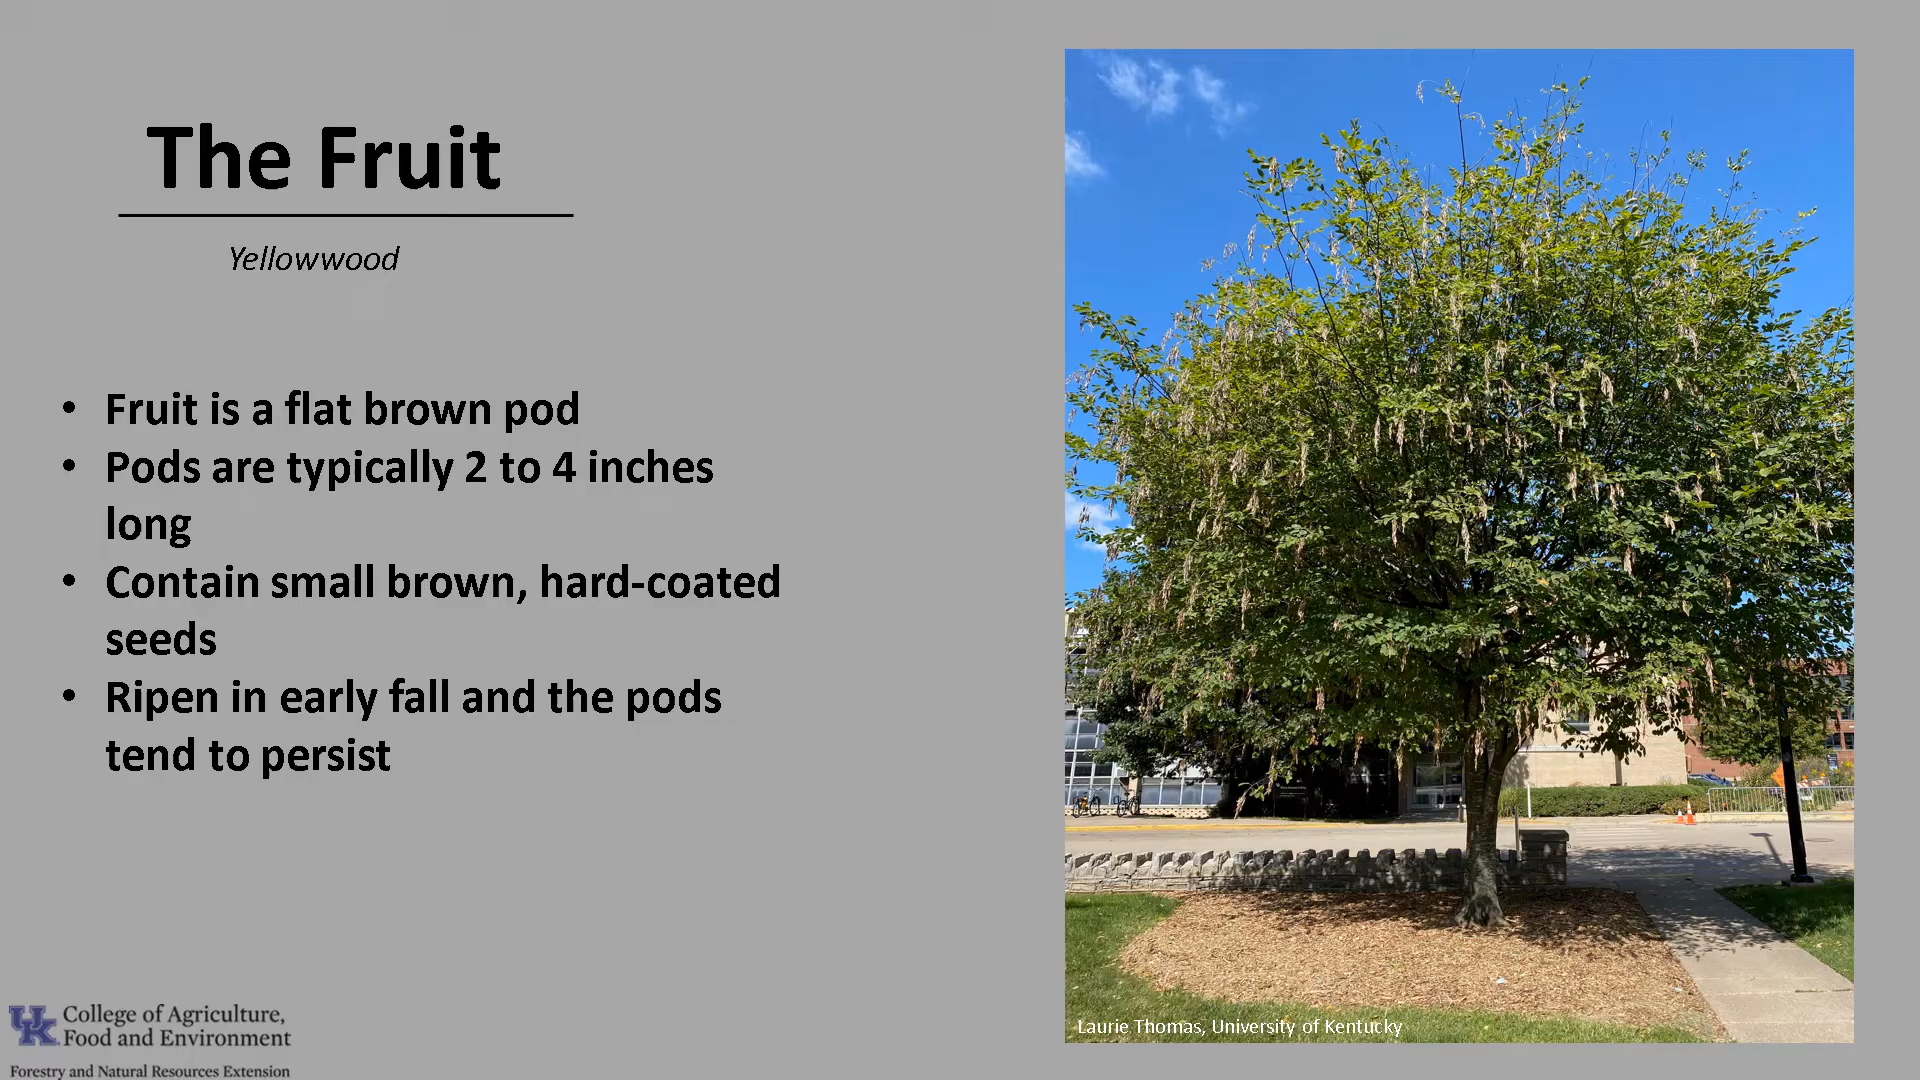 The Fruit
Yellowwood
• Fruit is a flat brown pod
• Pods are typically 2 to 4 inches
long
• Contain small brown, hard-coated
seeds
• Ripen in early fall and the pods
tend to persist
Laurie Thomas, University of Kentucky
UK
College of Agriculture,
Food and Environment
Forestry and Natural Resources Extension